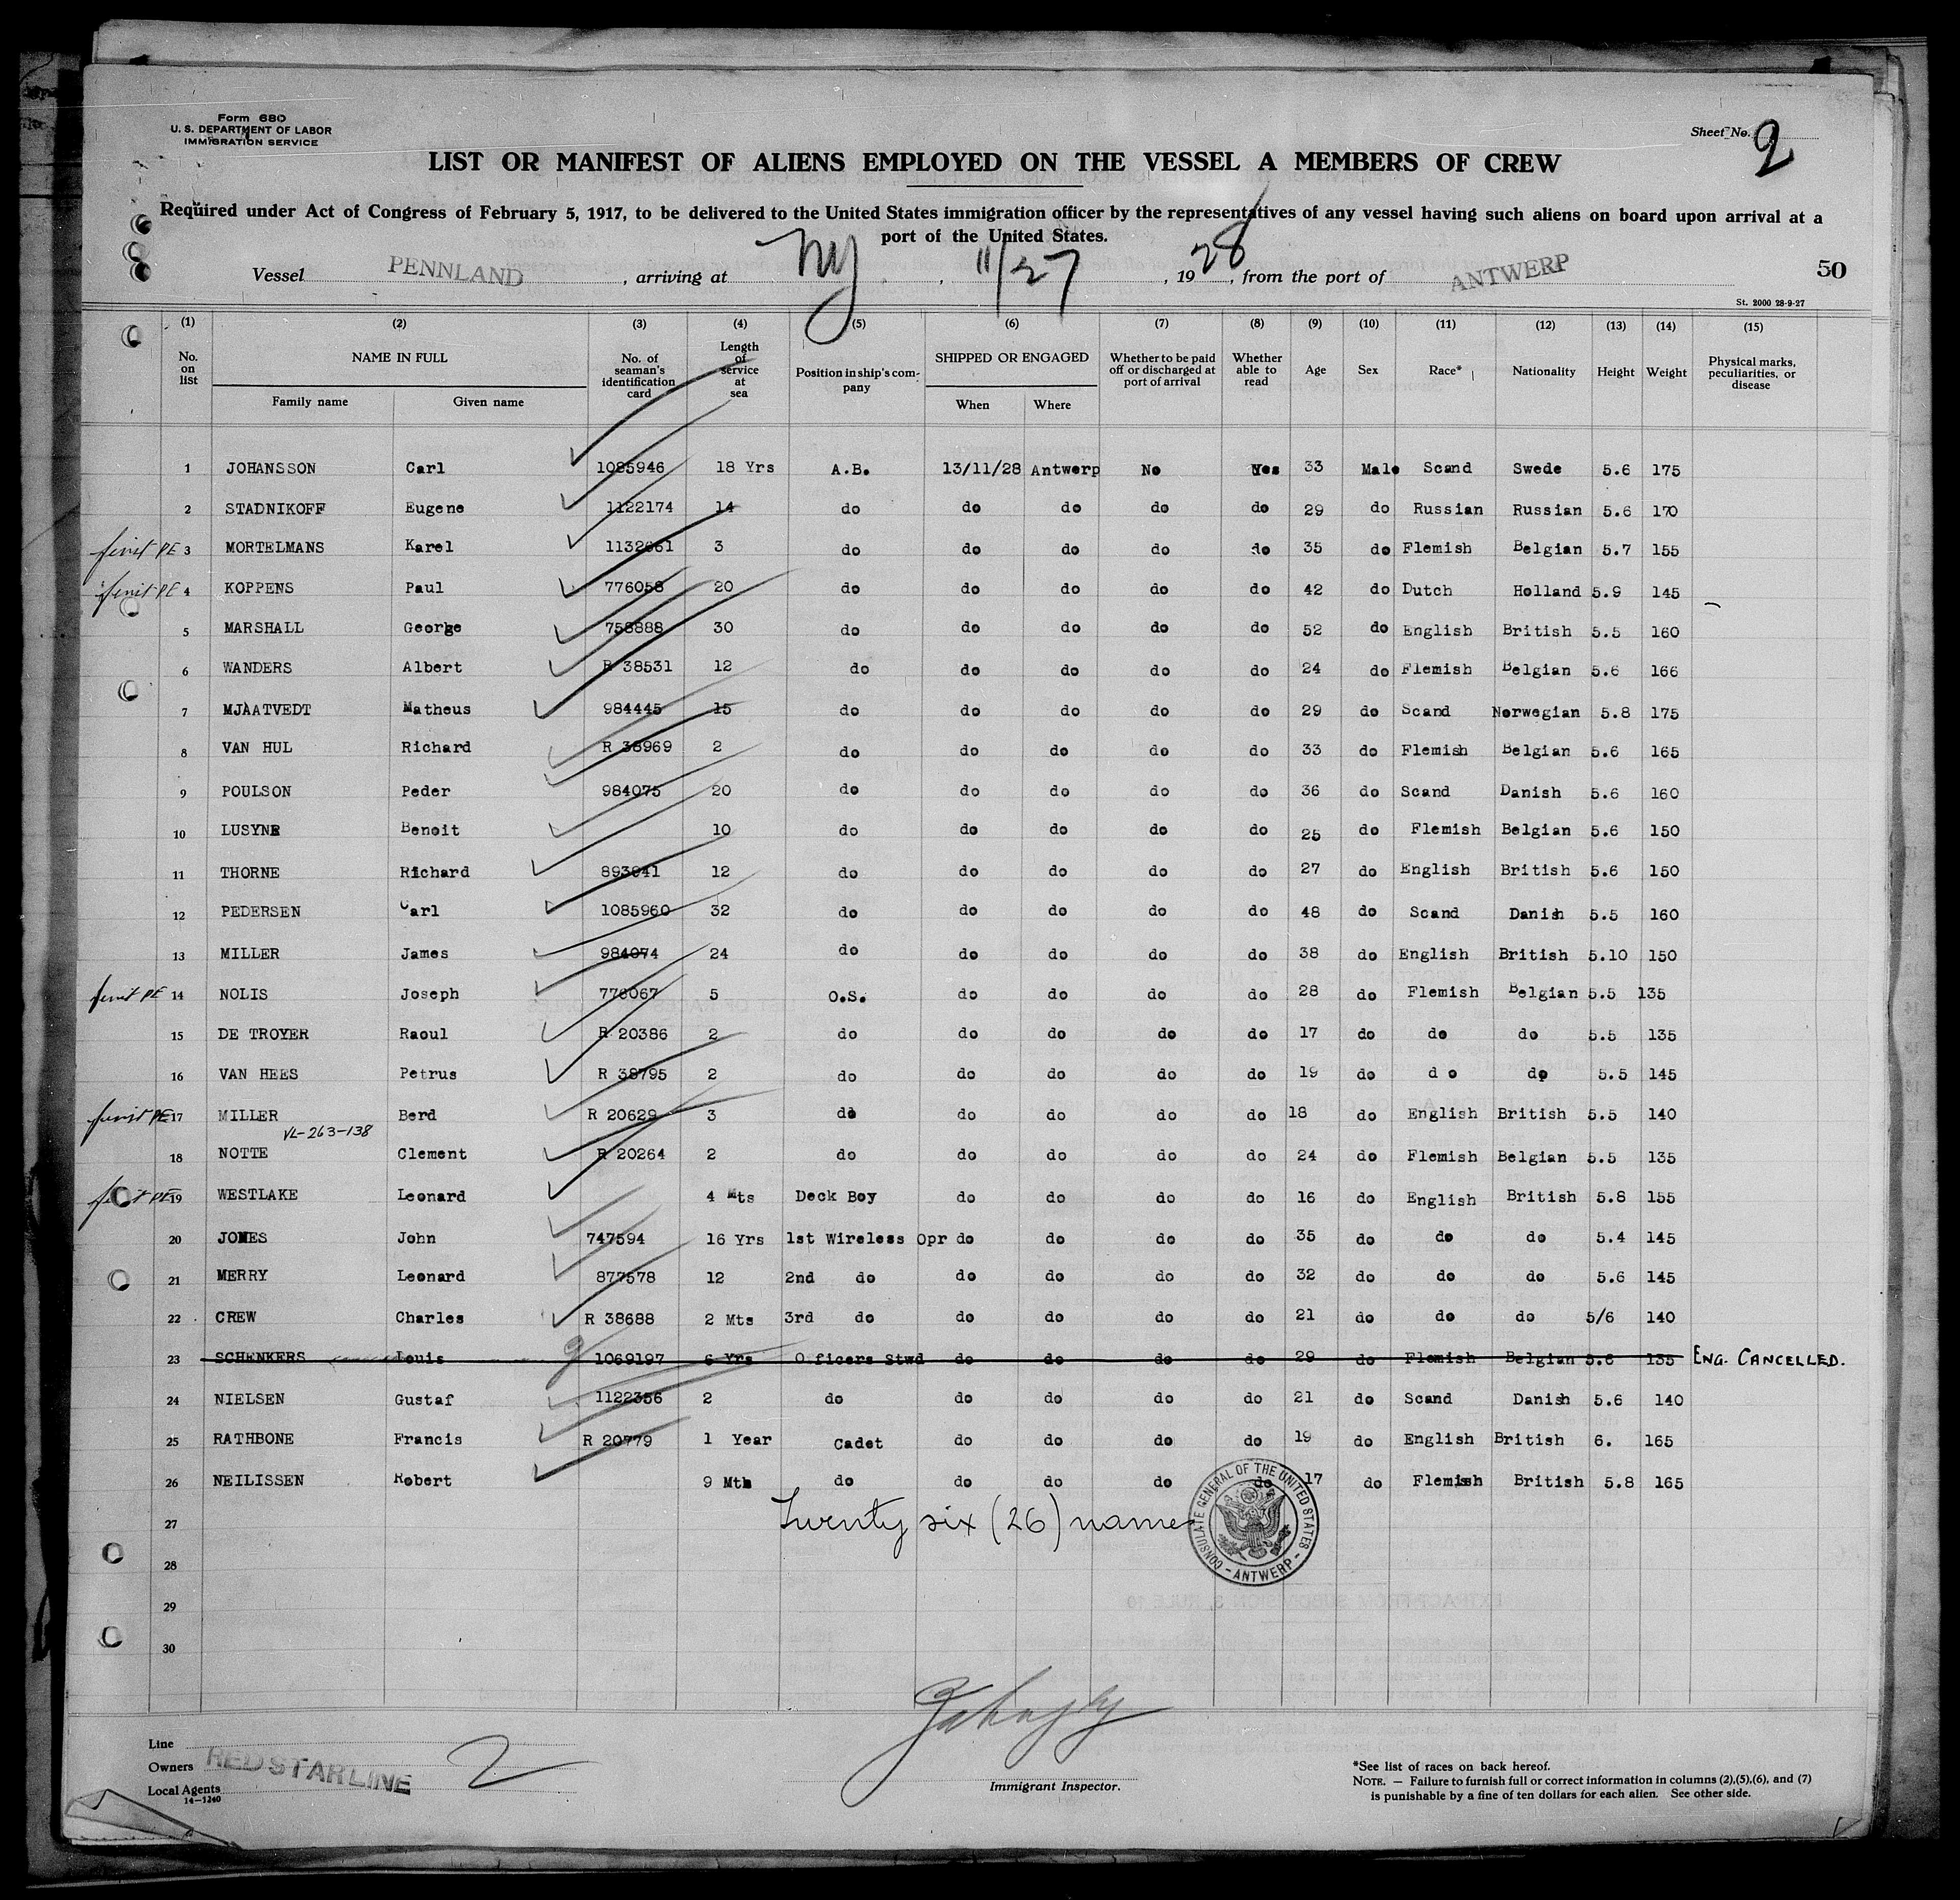 Form 680
U. S. DEPARTMENT OF LABOR
IMMIGRATION SERVICE
Sheet No. 2
LIST OR MANIFEST OF ALIENS EMPLOYED ON THE VESSEL A MEMBERS OF CREW
Required under Act of Congress of February 5, 1917, to be delivered to the United States immigration officer by the representatives of any vessel having such aliens on board upon arrival at a
port of the United States.
Vessel PENNLAND, arriving at NY, 11/27, 1928, from the port of ANTWERP 50
St. 2000 28-9-27
(1) (2) (3) (4) (5) (6) (7) (8) (9) (10) (11) (12) (13) (14) (15)
No. on list NAME IN FULL Family name Given name No. of seaman's identification card Length of service at sea Position in ship's company SHIPPED OR ENGAGED When Where Whether to be paid off or discharged at port of arrival Whether able to read Age Sex Race* Nationality Height Weight Physical marks, peculiarities, or disease
1 JOHANSSON Carl 1085946 18 Yrs A.B. 13/11/28 Antwerp No Yes 33 Male Scand Swede 5.6 175
2 STADNIKOFF Eugene 1122174 14 do do do do do 29 do Russian Russian 5.6 170
3 MORTELMANS Karel 3 do do do do do 35 do Flemish Belgian 5.7 155
4 KOPPENS Paul 776058 20 do do do do do 42 do Dutch Holland 5.9 145
5 MARSHALL George 758888 30 do do do do do 52 do English British 5.5 160
6 WANDERS Albert R 38531 12 do do do do do 24 do Flemish Belgian 5.6 166
7 MJAATVEDT Matheus 984445 15 do do do do do 29 do Scand Norwegian 5.8 175
8 VAN HUL Richard R 38969 2 do do do do do 33 do Flemish Belgian 5.6 165
9 POULSON Peder 984075 20 do do do do do 36 do Scand Danish 5.6 160
10 LUSYNE Benoit 10 do do do do do 25 do Flemish Belgian 5.6 150
11 THORNE Richard 893941 12 do do do do do 27 do English British 5.6 150
12 PEDERSEN Carl 1085960 32 do do do do do 48 do Scand Danish 5.5 160
13 MILLER James 984074 24 do do do do do 38 do English British 5.10 150
14 NOLIS Joseph 776067 5 O.S. do do do do 28 do Flemish Belgian 5.5 135
15 DE TROYER Raoul R 20386 2 do do do do do 17 do do do 5.5 135
16 VAN HEES Petrus R 38795 2 do do do do do 19 do do do 5.5 145
17 MILLER Berd R 20629 3 do do do do do 18 do English British 5.5 140
VL-263-138
18 NOTTE Clement R 20264 2 do do do do do 24 do Flemish Belgian 5.5 135
19 WESTLAKE Leonard 4 Mts Deck Boy do do do do 16 do English British 5.8 155
20 JONES John 747594 16 Yrs 1st Wireless Opr do do do do 35 do do do 5.4 145
21 MERRY Leonard 877578 12 2nd do do do do do 32 do do do 5.6 145
22 CREW Charles R 38688 2 Mts 3rd do do do do do 21 do do do 5/6 140
23 SCHENKERS Louis 1069197 6 Yrs Officers Stwd do do do do 29 do Flemish Belgian 5.6 135 ENG. CANCELLED.
24 NIELSEN Gustaf 1122356 2 do do do do do 21 do Scand Danish 5.6 140
25 RATHBONE Francis R 20779 1 Year Cadet do do do do 19 do English British 6. 165
26 NEILISSEN Robert 9 Mth do do do do do 17 do Flemish British 5.8 165
27 Twenty six (26) names
CONSULATE GENERAL OF THE UNITED STATES - ANTWERP -
28
29
30
Line
Owners RED STAR LINE 2
Local Agents
14-1240
Immigrant Inspector.
*See list of races on back hereof.
NOTE. — Failure to furnish full or correct information in columns (2),(5),(6), and (7)
is punishable by a fine of ten dollars for each alien. See other side.